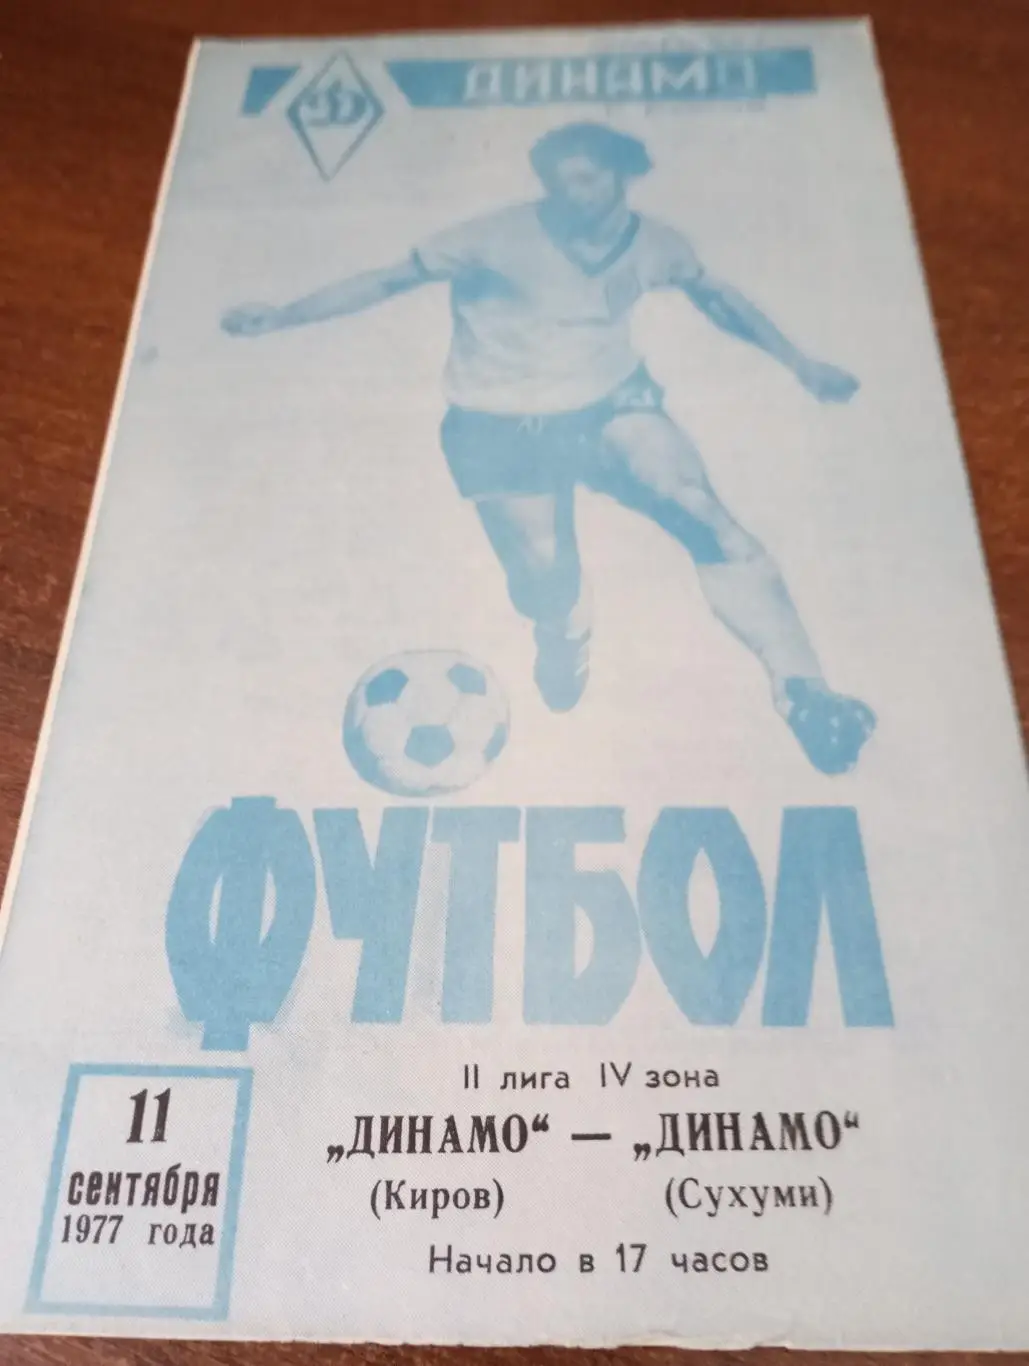 Д
ДИНАМО
ФУТБОЛ
11
сентября
1977 года
II лига IV зона
„ДИНАМО“ — „ДИНАМО“
(Киров) (Сухуми)
Начало в 17 часов